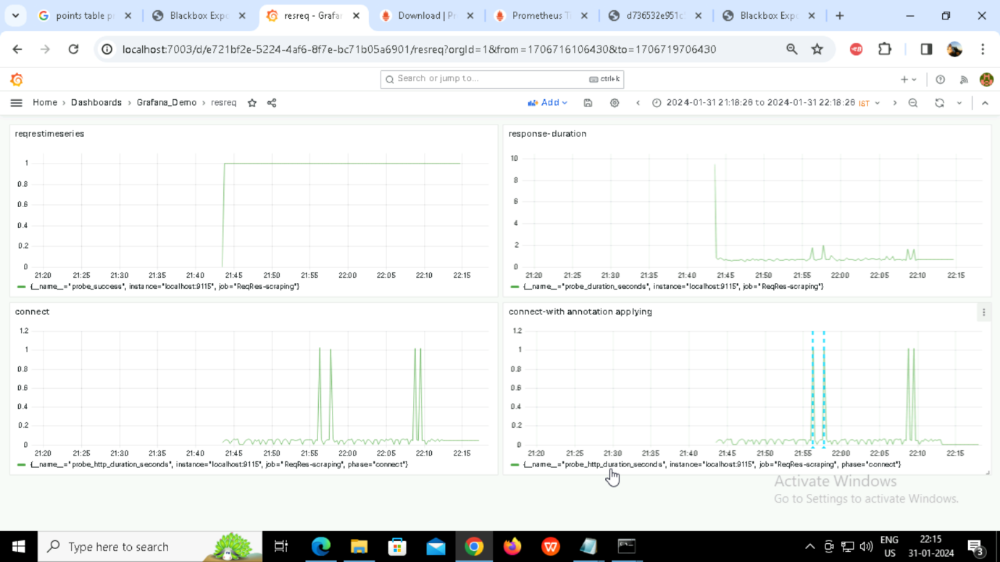 points table p
Blackbox Expo
resreq - Grafan
Download | Pr
Prometheus Ti
d736532e951c
Blackbox Expo
localhost:7003/d/e721bf2e-5224-4af6-8f7e-bc71b05a6901/resreq?orgId=1&from=1706716106430&to=1706719706430
Search or jump to...
ctrl+k
Home › Dashboards › Grafana_Demo › resreq
Add
2024-01-31 21:18:26 to 2024-01-31 22:18:26 IST
reqrestimeseries
1
0.8
0.6
0.4
0.2
0
21:20 21:25 21:30 21:35 21:40 21:45 21:50 21:55 22:00 22:05 22:10 22:15
{__name__="probe_success", instance="localhost:9115", job="ReqRes-scraping"}
response-duration
10
8
6
4
2
0
21:20 21:25 21:30 21:35 21:40 21:45 21:50 21:55 22:00 22:05 22:10 22:15
{__name__="probe_duration_seconds", instance="localhost:9115", job="ReqRes-scraping"}
connect
1.2
1
0.8
0.6
0.4
0.2
0
21:20 21:25 21:30 21:35 21:40 21:45 21:50 21:55 22:00 22:05 22:10 22:15
{__name__="probe_http_duration_seconds", instance="localhost:9115", job="ReqRes-scraping", phase="connect"}
connect-with annotation applying
1.2
1
0.8
0.6
0.4
0.2
0
21:20 21:25 21:30 21:35 21:40 21:45 21:50 21:55 22:00 22:05 22:10 22:15
{__name__="probe_http_duration_seconds", instance="localhost:9115", job="ReqRes-scraping", phase="connect"}
Activate Windows
Go to Settings to activate Windows.
Type here to search
ENG
US
22:15
31-01-2024
3